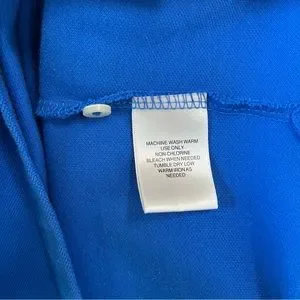 MACHINE WASH WARM
USE ONLY
NON-CHLORINE
BLEACH WHEN NEEDED
TUMBLE DRY LOW
WARM IRON AS
NEEDED